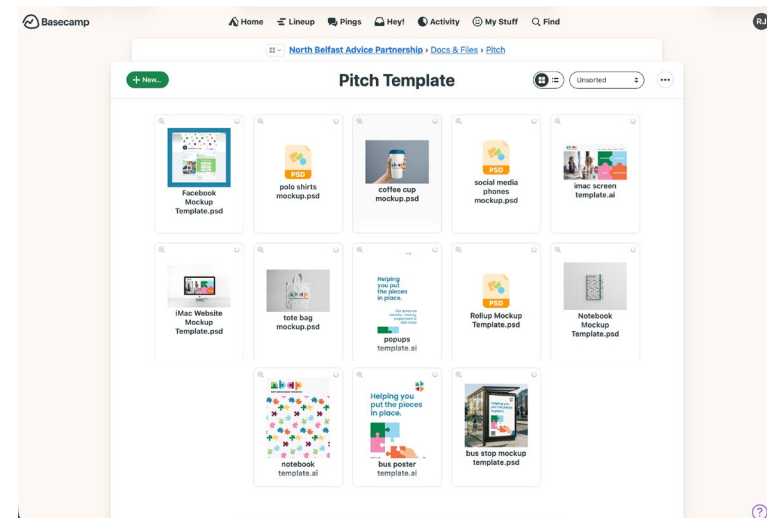 Basecamp
Home
Lineup
Pings
Hey!
Activity
My Stuff
Find
RJ
North Belfast Advice Partnership › Docs & Files › Pitch
+ New...
Pitch Template
Unsorted
Facebook
Mockup
Template.psd
PSD
polo shirts
mockup.psd
coffee cup
mockup.psd
PSD
social media
phones
mockup.psd
imac screen
template.ai
iMac Website
Mockup
Template.psd
tote bag
mockup.psd
Helping
you put
the pieces
in place.
popups
template.ai
PSD
Rollup Mockup
Template.psd
Notebook
Mockup
Template.psd
notebook
template.ai
Helping you
put the pieces
in place.
bus poster
template.ai
bus stop mockup
template.psd
?